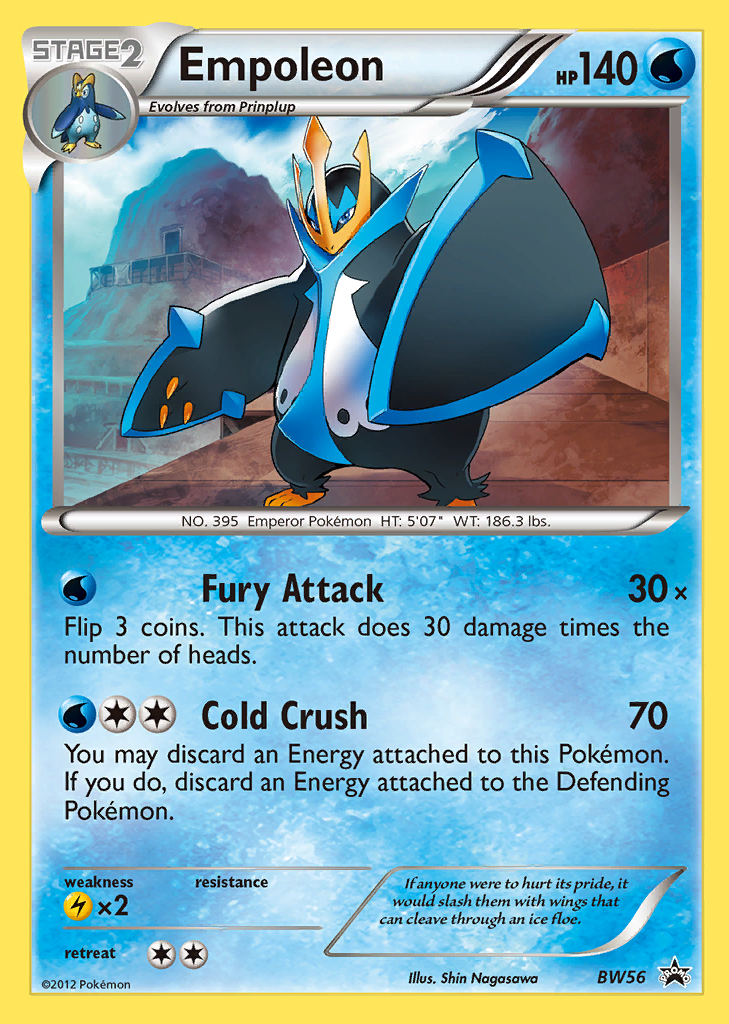 STAGE2
Empoleon
HP 140
Evolves from Prinplup
NO. 395 Emperor Pokémon HT: 5'07" WT: 186.3 lbs.
Fury Attack 30×
Flip 3 coins. This attack does 30 damage times the
number of heads.
Cold Crush 70
You may discard an Energy attached to this Pokémon.
If you do, discard an Energy attached to the Defending
Pokémon.
weakness resistance
×2
retreat
If anyone were to hurt its pride, it
would slash them with wings that
can cleave through an ice floe.
©2012 Pokémon
Illus. Shin Nagasawa
BW56 PROMO